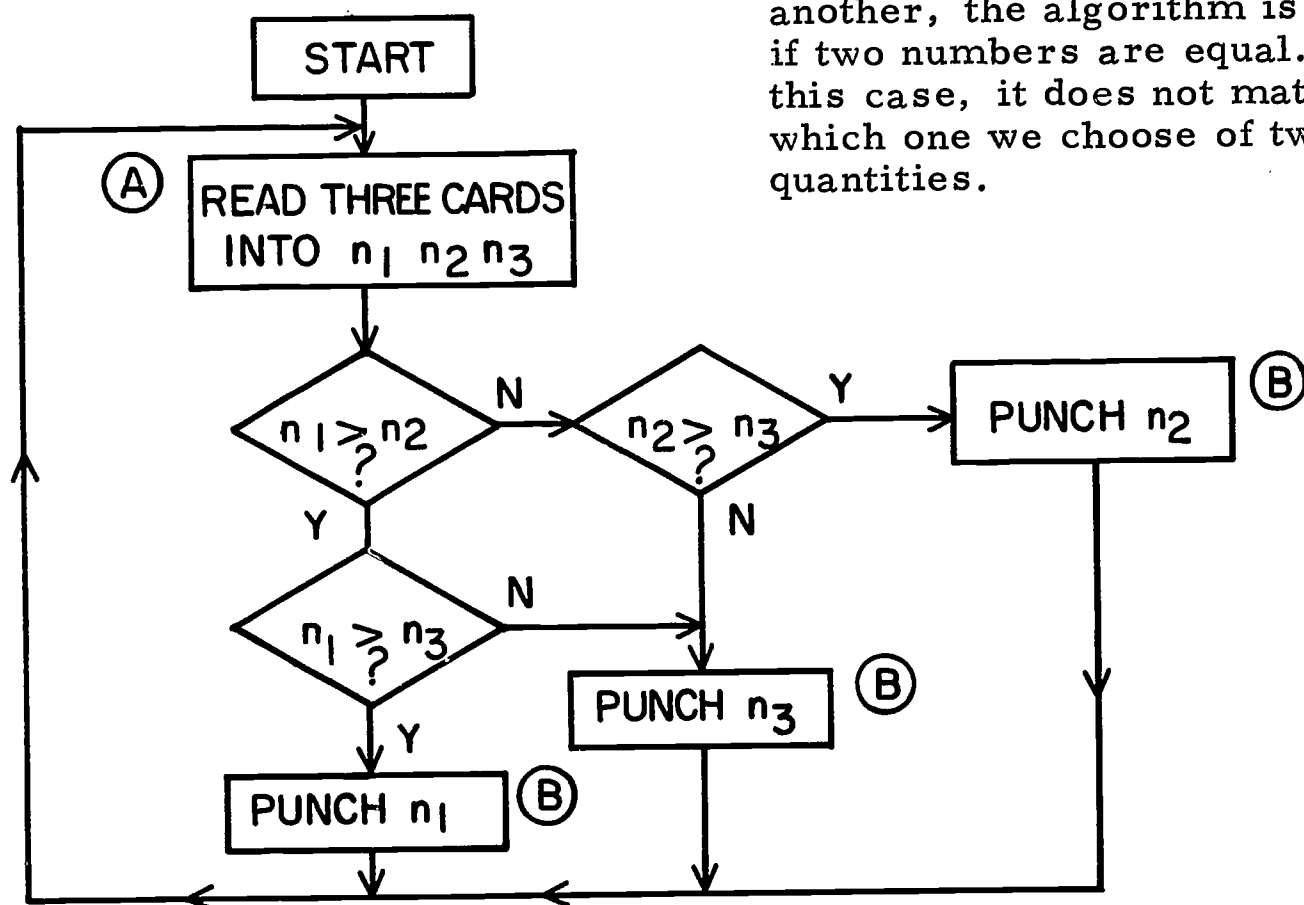 another, the algorithm is
if two numbers are equal.
this case, it does not mat
which one we choose of tw
quantities.
START
A
READ THREE CARDS
INTO n1 n2 n3
n1 > n2
?
N
Y
n2 > n3
?
Y
N
PUNCH n2
B
n1 > n3
?
N
Y
PUNCH n3
B
PUNCH n1
B